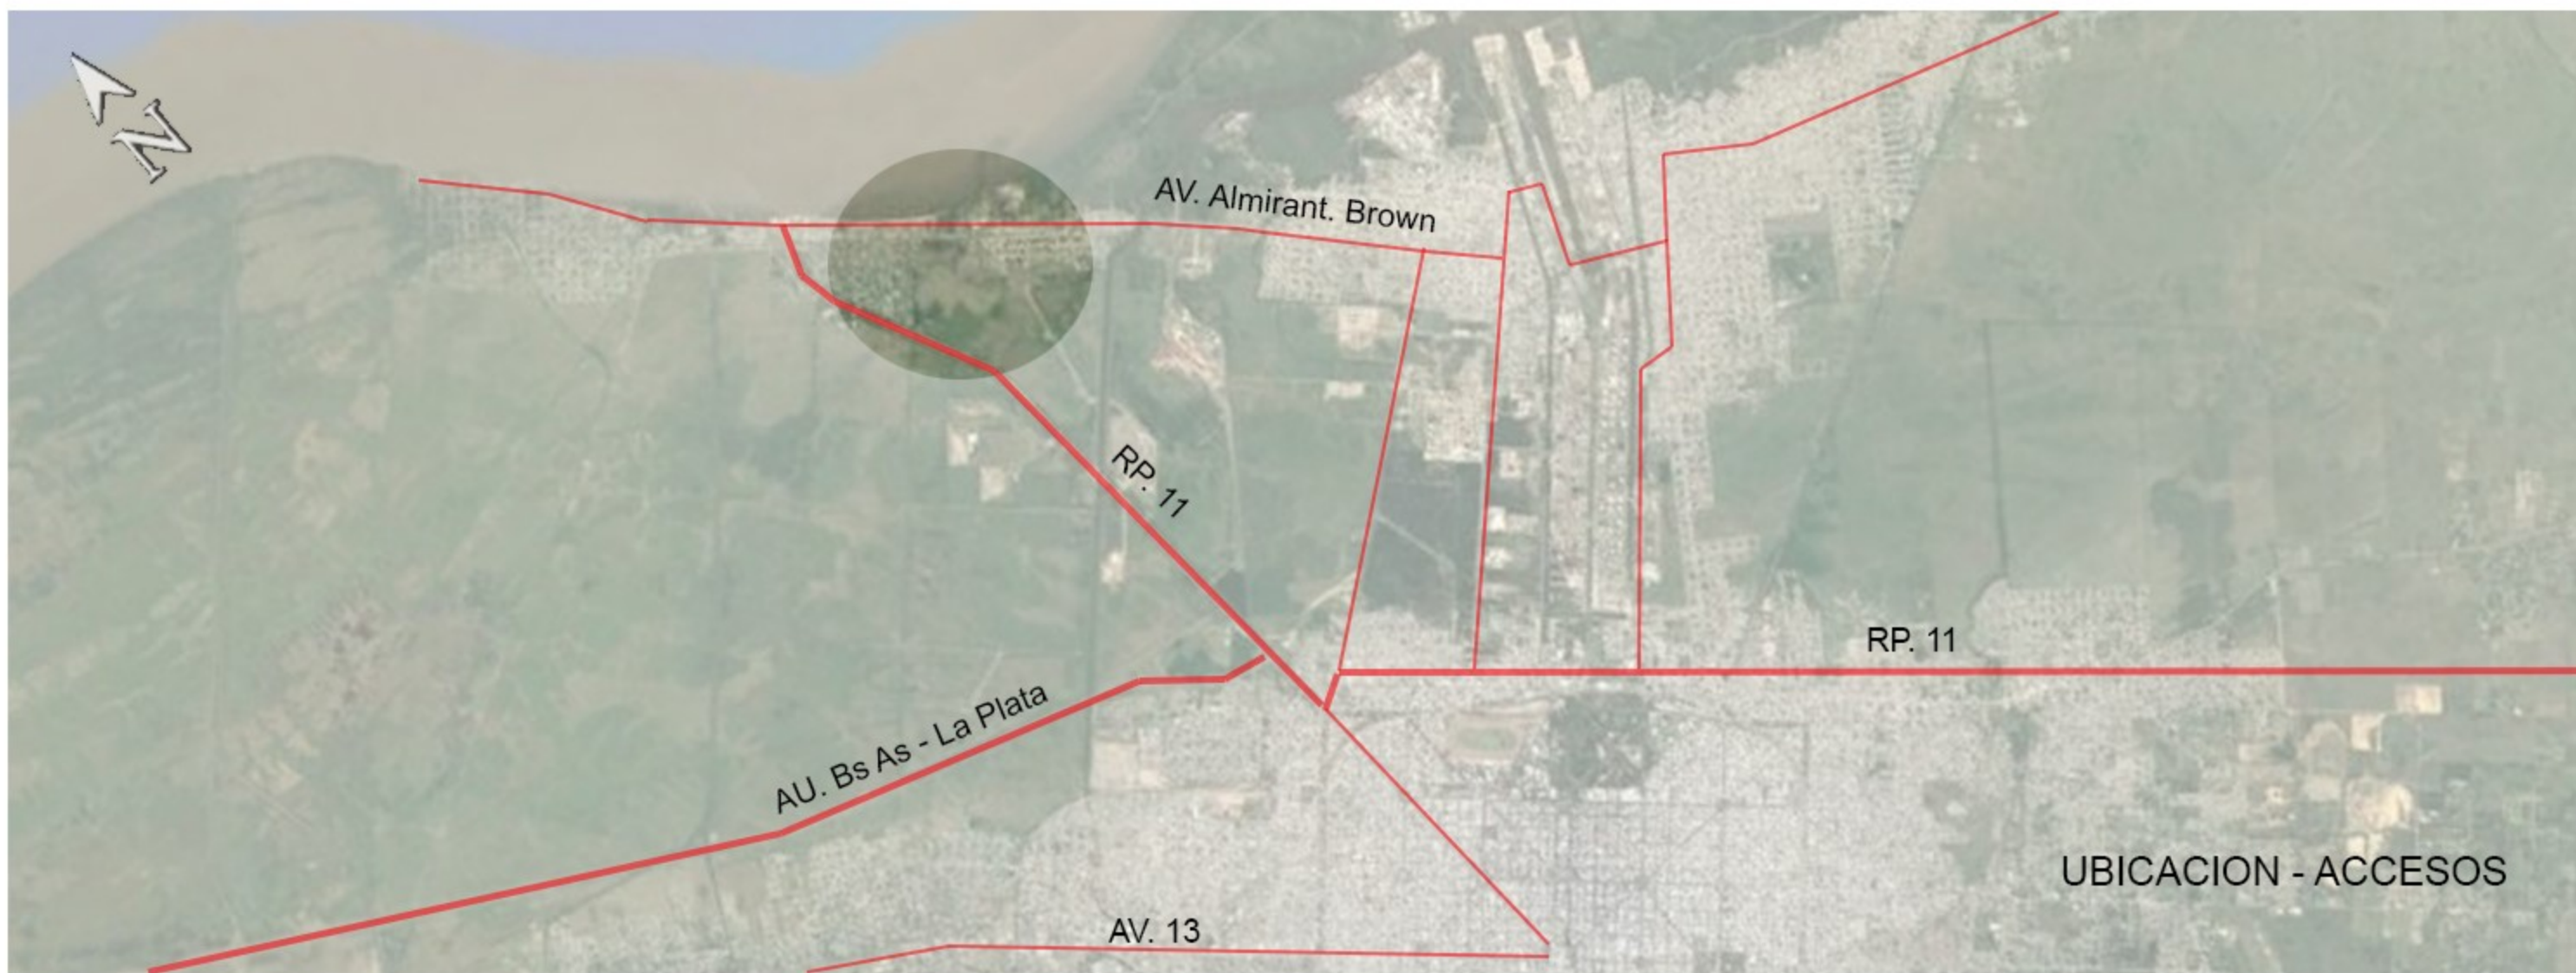 N
AV. Almirant. Brown
RP. 11
RP. 11
AU. Bs As - La Plata
UBICACION - ACCESOS
AV. 13